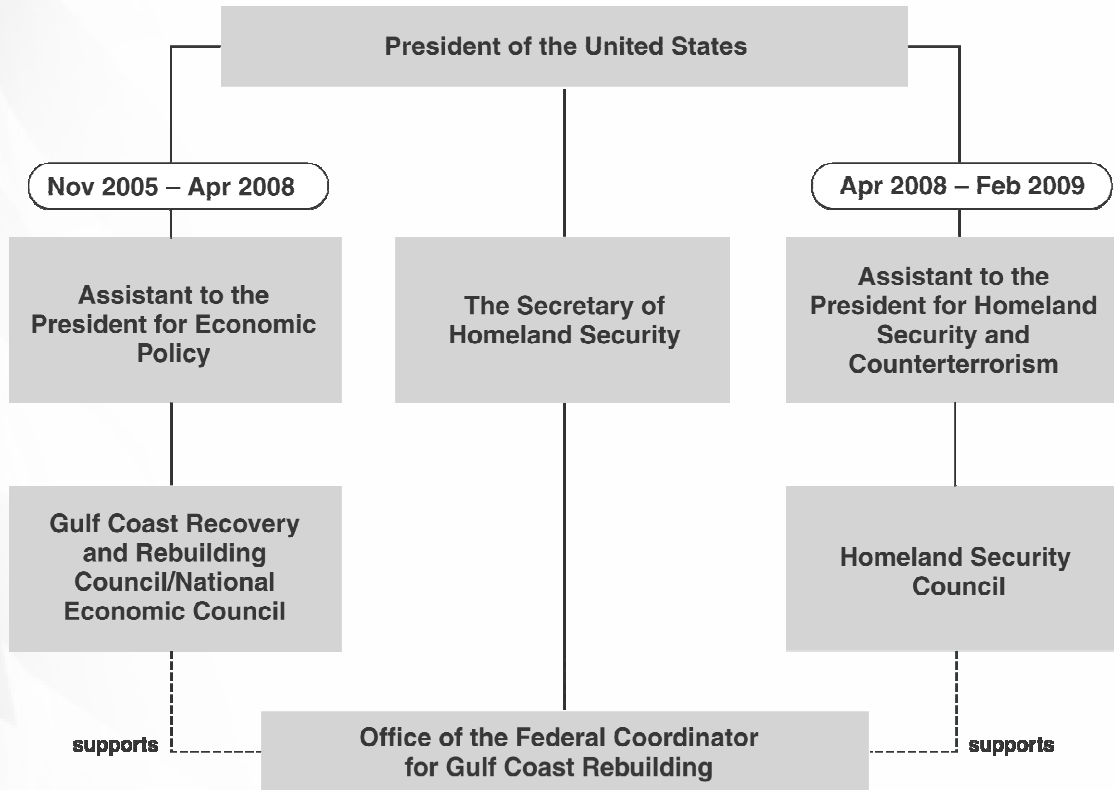 President of the United States
Nov 2005 – Apr 2008
Apr 2008 – Feb 2009
Assistant to the
President for Economic
Policy
The Secretary of
Homeland Security
Assistant to the
President for Homeland
Security and
Counterterrorism
Gulf Coast Recovery
and Rebuilding
Council/National
Economic Council
Homeland Security
Council
supports
Office of the Federal Coordinator
for Gulf Coast Rebuilding
supports